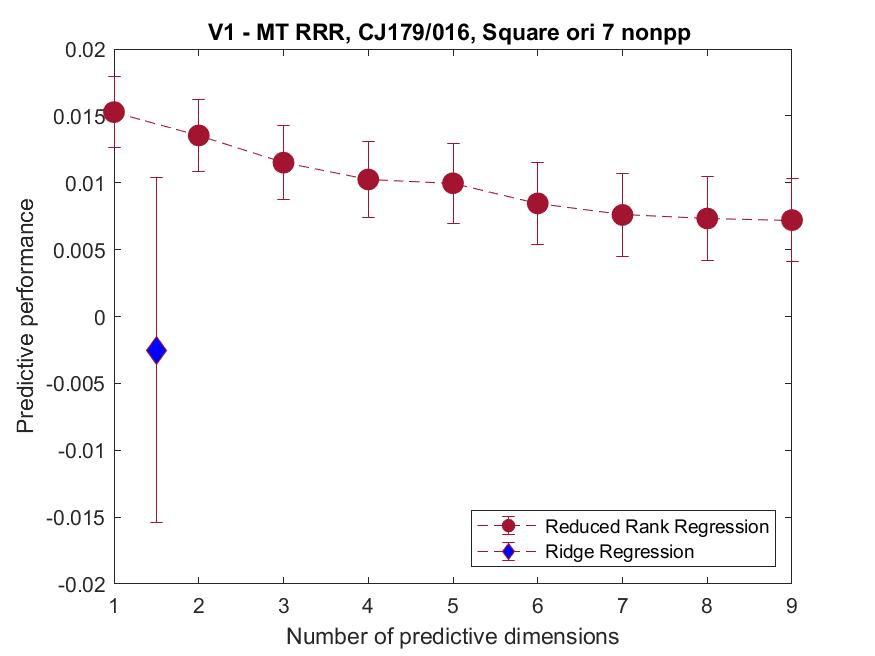 V1 - MT RRR, CJ179/016, Square ori 7 nonpp
0.02
0.015
0.01
0.005
0
-0.005
-0.01
-0.015
-0.02
Predictive performance
1 2 3 4 5 6 7 8 9
Number of predictive dimensions
Reduced Rank Regression
Ridge Regression